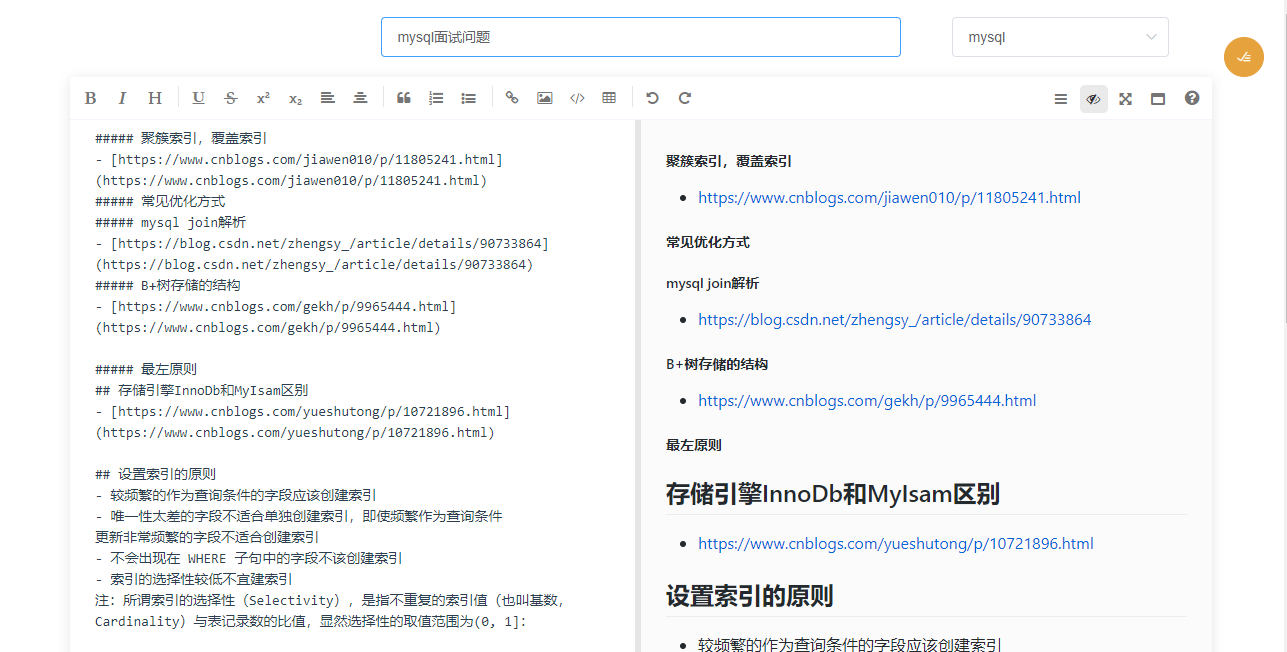 mysql面试问题
mysql
B I H U S x² x₂
##### 聚簇索引，覆盖索引
- [https://www.cnblogs.com/jiawen010/p/11805241.html]
(https://www.cnblogs.com/jiawen010/p/11805241.html)
##### 常见优化方式
##### mysql join解析
- [https://blog.csdn.net/zhengsy_/article/details/90733864]
(https://blog.csdn.net/zhengsy_/article/details/90733864)
##### B+树存储的结构
- [https://www.cnblogs.com/gekh/p/9965444.html]
(https://www.cnblogs.com/gekh/p/9965444.html)
##### 最左原则
## 存储引擎InnoDb和MyIsam区别
- [https://www.cnblogs.com/yueshutong/p/10721896.html]
(https://www.cnblogs.com/yueshutong/p/10721896.html)
## 设置索引的原则
- 较频繁的作为查询条件的字段应该创建索引
- 唯一性太差的字段不适合单独创建索引，即使频繁作为查询条件
更新非常频繁的字段不适合创建索引
- 不会出现在 WHERE 子句中的字段不该创建索引
- 索引的选择性较低不宜建索引
注：所谓索引的选择性（Selectivity）,是指不重复的索引值（也叫基数，
Cardinality）与表记录数的比值，显然选择性的取值范围为(0, 1]：
聚簇索引，覆盖索引
https://www.cnblogs.com/jiawen010/p/11805241.html
常见优化方式
mysql join解析
https://blog.csdn.net/zhengsy_/article/details/90733864
B+树存储的结构
https://www.cnblogs.com/gekh/p/9965444.html
最左原则
存储引擎InnoDb和MyIsam区别
https://www.cnblogs.com/yueshutong/p/10721896.html
设置索引的原则
较频繁的作为查询条件的字段应该创建索引